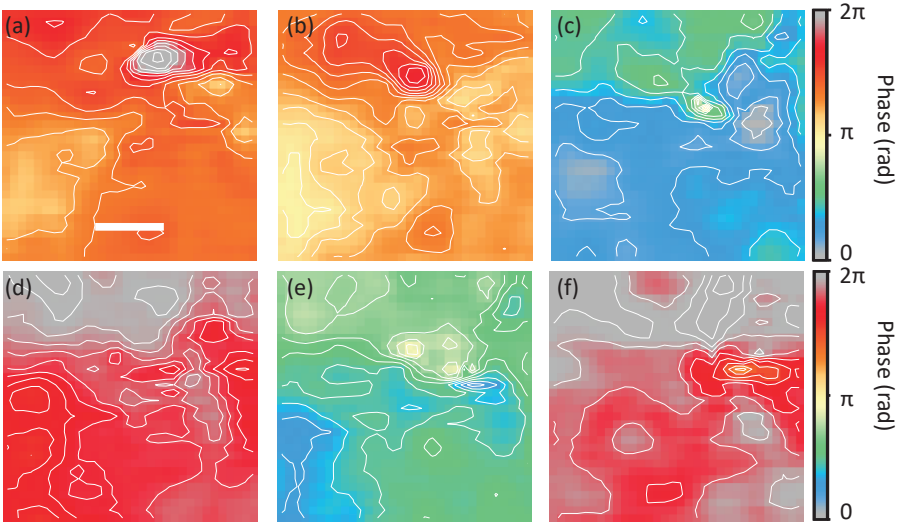 (a)
(b)
(c)
2π
π
0
Phase (rad)
(d)
(e)
(f)
2π
π
0
Phase (rad)